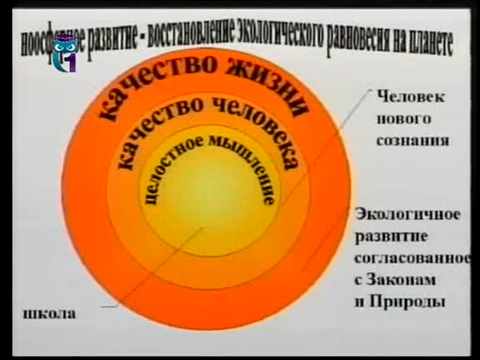 ноосферное развитие - восстановление экологического равновесия на планете
качество жизни
качество человека
целостное мышление
Человек
нового
сознания
Экологичное
развитие
согласованное
с Законам
и Природы
школа